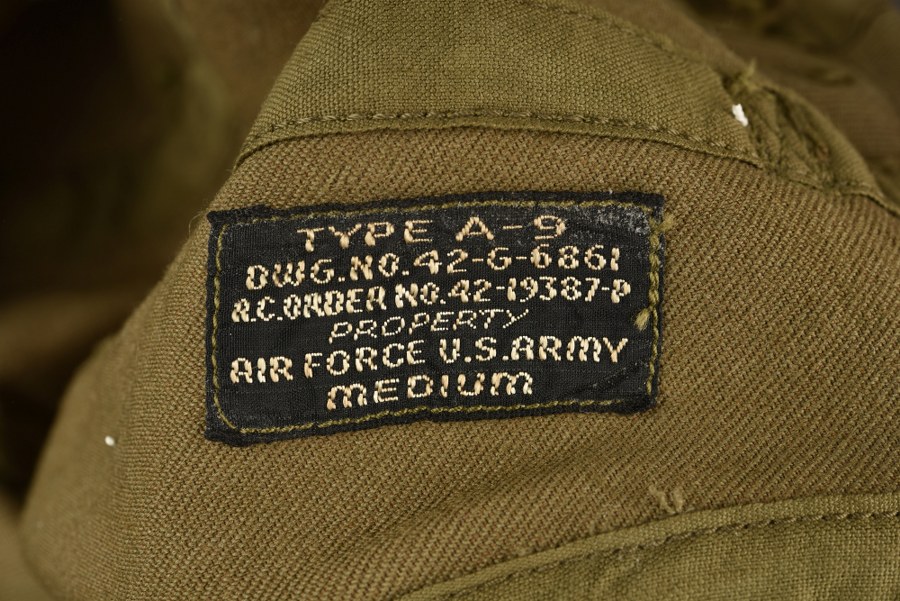 TYPE A-9
DWG.NO.42-G-6861
A.C.ORDER NO.42-19387-P
PROPERTY
AIR FORCE U.S.ARMY
MEDIUM